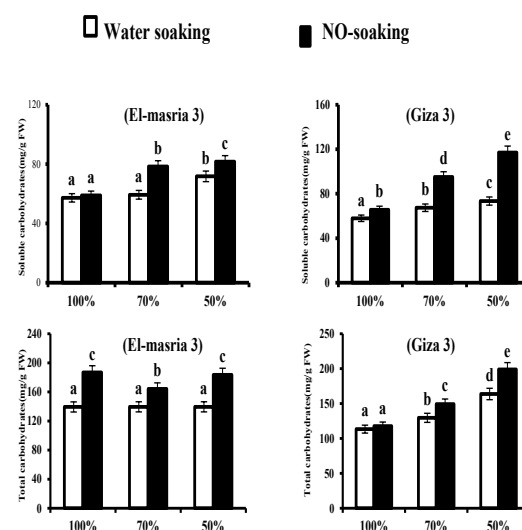 Water soaking
NO-soaking
(El-masria 3)
Soluble carbohydrates(mg/g FW)
120
80
40
0
a a a b b c
100% 70% 50%
(Giza 3)
Soluble carbohydrates(mg/g FW)
160
120
80
40
0
a b b d c e
100% 70% 50%
(El-masria 3)
Total carbohydrates(mg/g FW)
240
200
160
120
80
40
0
a c a b a c
100% 70% 50%
(Giza 3)
Total carbohydrates(mg/g FW)
250
200
150
100
50
0
a a b c d e
100% 70% 50%